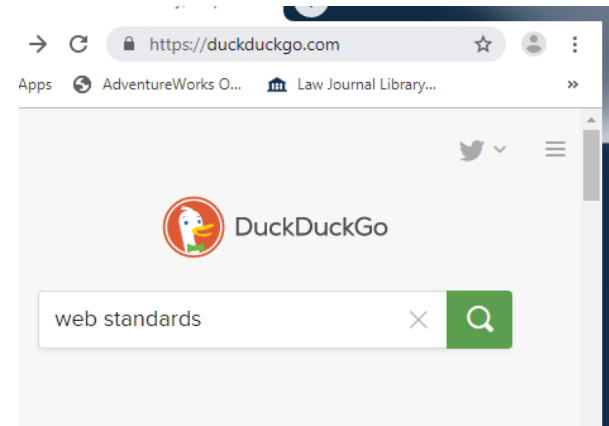 https://duckduckgo.com
Apps AdventureWorks O... Law Journal Library... »
DuckDuckGo
web standards